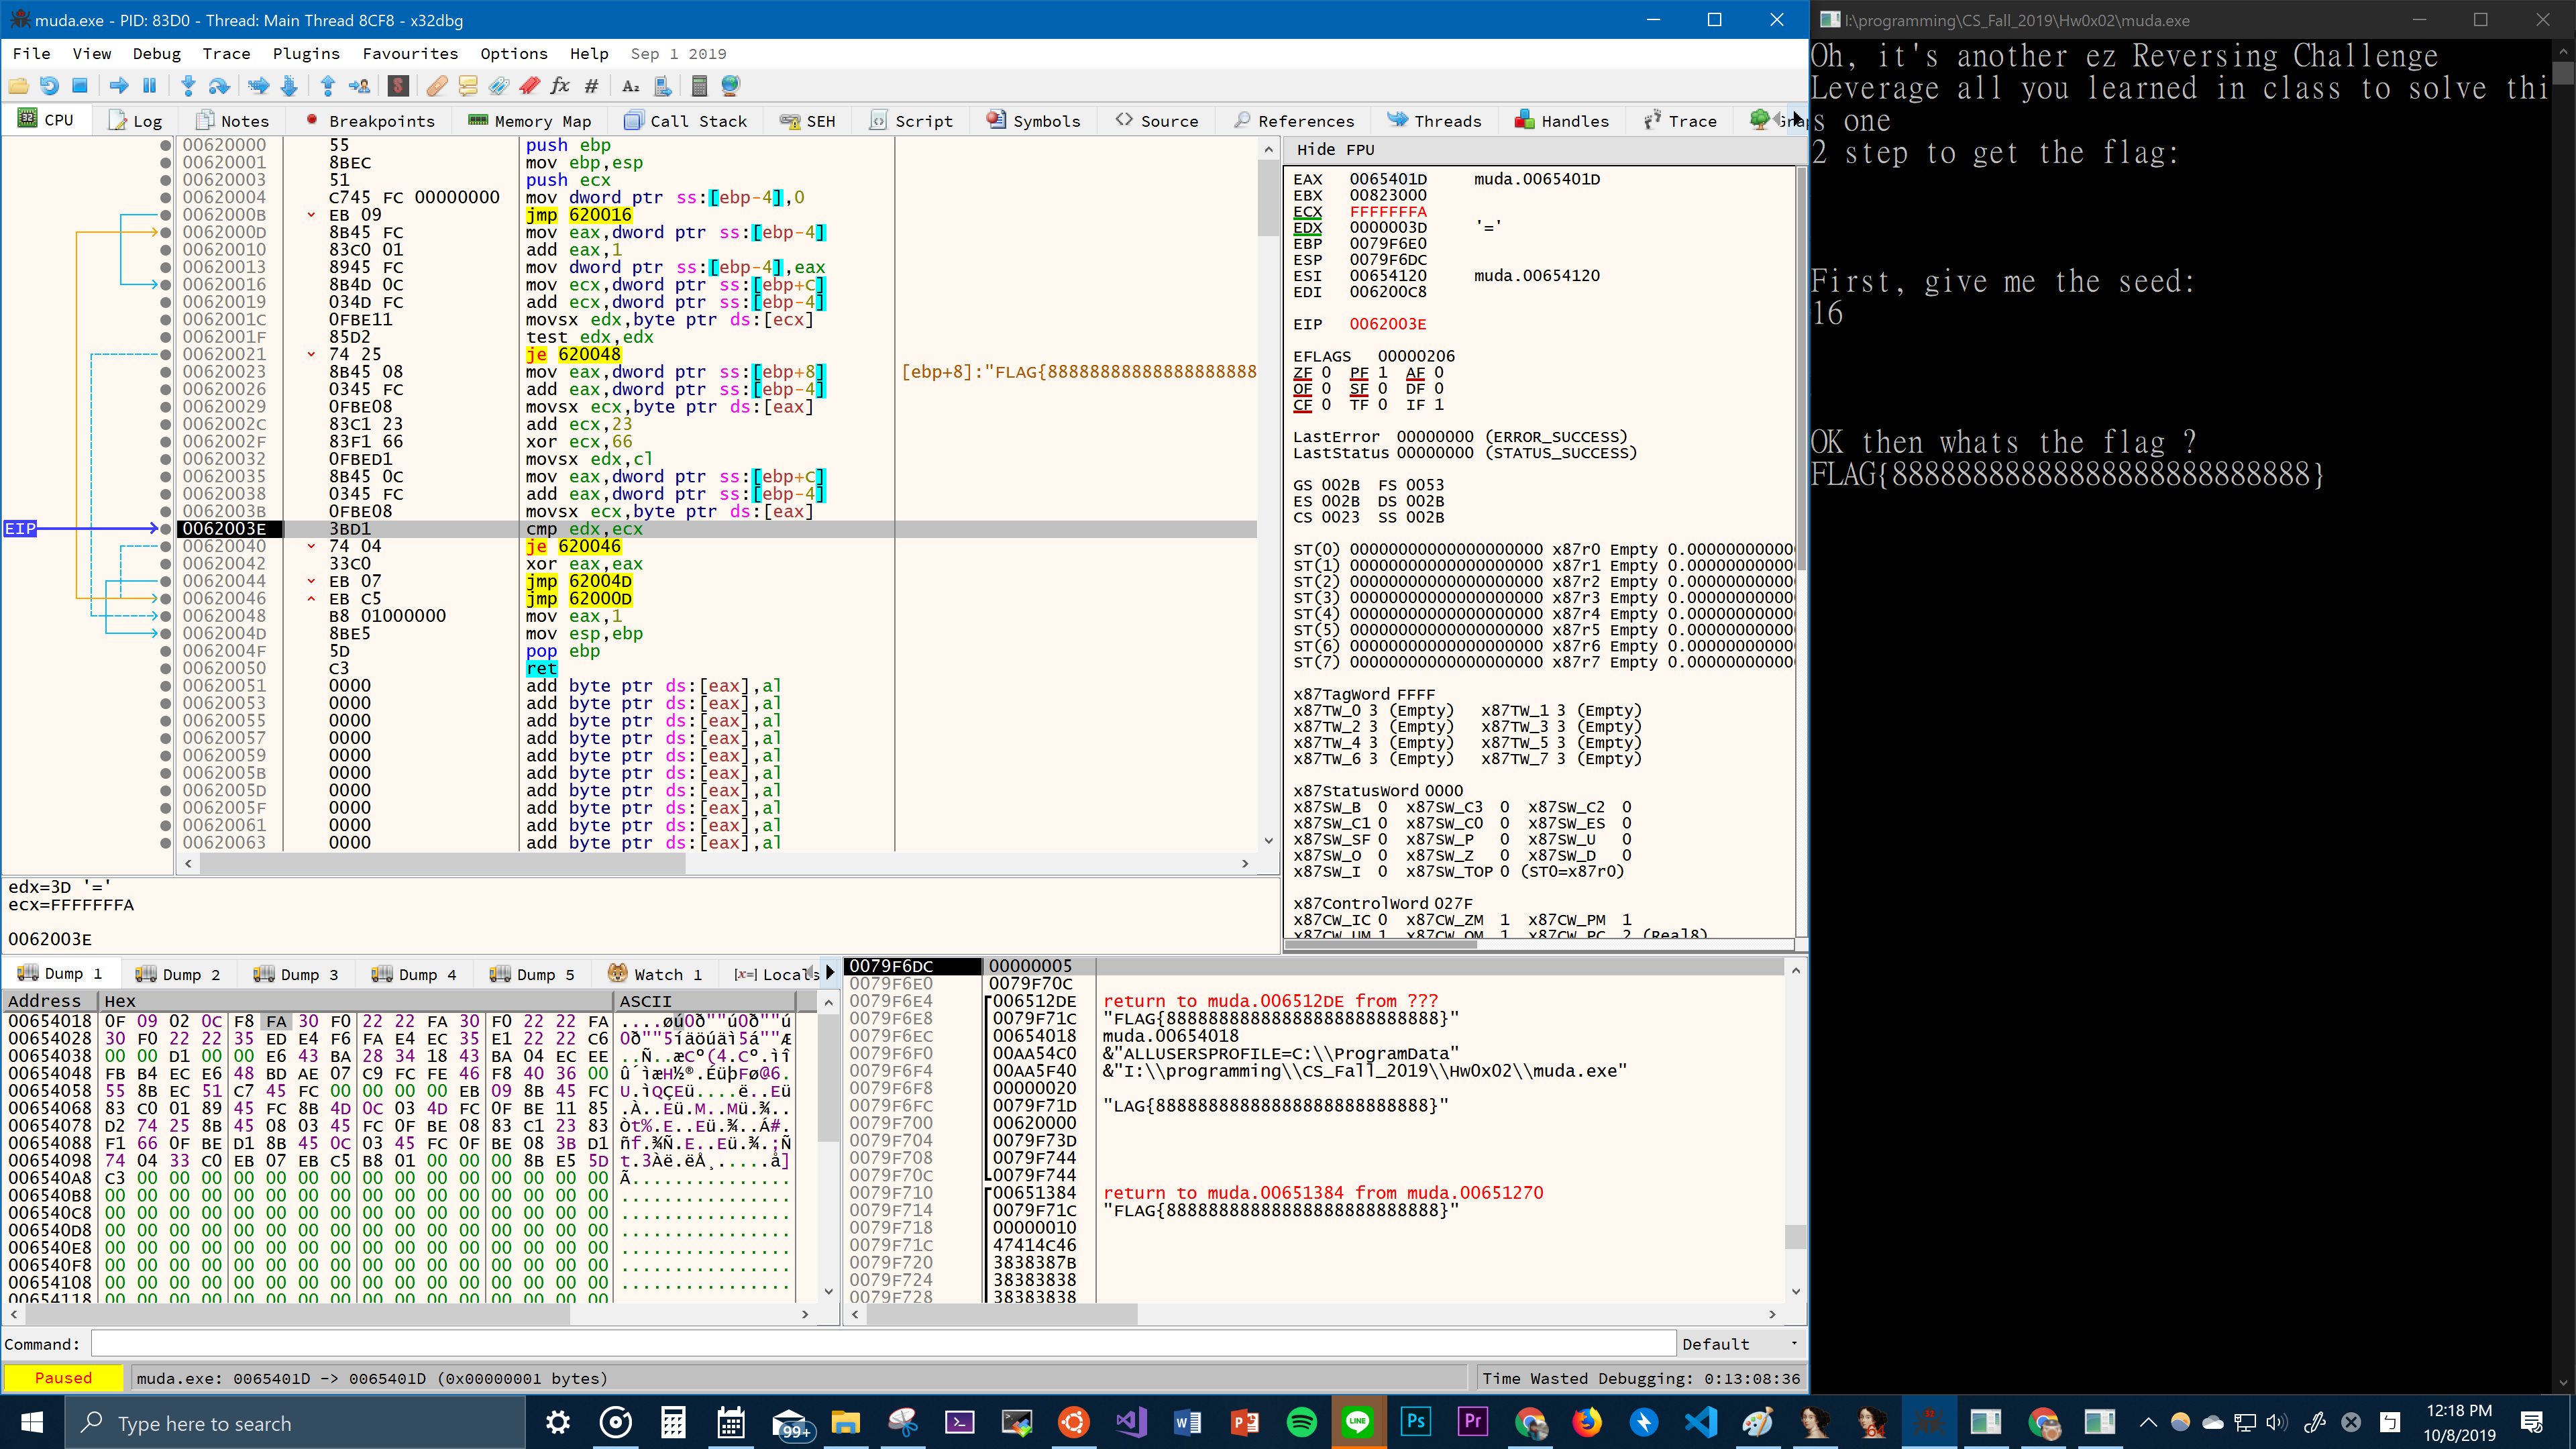 muda.exe - PID: 83D0 - Thread: Main Thread 8CF8 - x32dbg
File View Debug Trace Plugins Favourites Options Help Sep 1 2019
CPU Log Notes Breakpoints Memory Map Call Stack SEH Script Symbols Source References Threads Handles Trace
00620000 55 push ebp
00620001 8BEC mov ebp,esp
00620003 51 push ecx
00620004 C745 FC 00000000 mov dword ptr ss:[ebp-4],0
0062000B EB 09 jmp 620016
0062000D 8B45 FC mov eax,dword ptr ss:[ebp-4]
00620010 83C0 01 add eax,1
00620013 8945 FC mov dword ptr ss:[ebp-4],eax
00620016 8B4D 0C mov ecx,dword ptr ss:[ebp+C]
00620019 034D FC add ecx,dword ptr ss:[ebp-4]
0062001C 0FBE11 movsx edx,byte ptr ds:[ecx]
0062001F 85D2 test edx,edx
00620021 74 25 je 620048
00620023 8B45 08 mov eax,dword ptr ss:[ebp+8] [ebp+8]:"FLAG{88888888888888888888
00620026 0345 FC add eax,dword ptr ss:[ebp-4]
00620029 0FBE08 movsx ecx,byte ptr ds:[eax]
0062002C 83C1 23 add ecx,23
0062002F 83F1 66 xor ecx,66
00620032 0FBED1 movsx edx,cl
00620035 8B45 0C mov eax,dword ptr ss:[ebp+C]
00620038 0345 FC add eax,dword ptr ss:[ebp-4]
0062003B 0FBE08 movsx ecx,byte ptr ds:[eax]
EIP 0062003E 3BD1 cmp edx,ecx
00620040 74 04 je 620046
00620042 33C0 xor eax,eax
00620044 EB 07 jmp 62004D
00620046 EB C5 jmp 62000D
00620048 B8 01000000 mov eax,1
0062004D 8BE5 mov esp,ebp
0062004F 5D pop ebp
00620050 C3 ret
00620051 0000 add byte ptr ds:[eax],al
00620053 0000 add byte ptr ds:[eax],al
00620055 0000 add byte ptr ds:[eax],al
00620057 0000 add byte ptr ds:[eax],al
00620059 0000 add byte ptr ds:[eax],al
0062005B 0000 add byte ptr ds:[eax],al
0062005D 0000 add byte ptr ds:[eax],al
0062005F 0000 add byte ptr ds:[eax],al
00620061 0000 add byte ptr ds:[eax],al
00620063 0000 add byte ptr ds:[eax],al
edx=3D '='
ecx=FFFFFFFA
0062003E
Hide FPU
EAX 0065401D muda.0065401D
EBX 00823000
ECX FFFFFFFA
EDX 0000003D '='
EBP 0079F6E0
ESP 0079F6DC
ESI 00654120 muda.00654120
EDI 006200C8
EIP 0062003E
EFLAGS 00000206
ZF 0 PF 1 AF 0
OF 0 SF 0 DF 0
CF 0 TF 0 IF 1
LastError 00000000 (ERROR_SUCCESS)
LastStatus 00000000 (STATUS_SUCCESS)
GS 002B FS 0053
ES 002B DS 002B
CS 0023 SS 002B
ST(0) 00000000000000000000 x87r0 Empty 0.00000000000
ST(1) 00000000000000000000 x87r1 Empty 0.00000000000
ST(2) 00000000000000000000 x87r2 Empty 0.00000000000
ST(3) 00000000000000000000 x87r3 Empty 0.00000000000
ST(4) 00000000000000000000 x87r4 Empty 0.00000000000
ST(5) 00000000000000000000 x87r5 Empty 0.00000000000
ST(6) 00000000000000000000 x87r6 Empty 0.00000000000
ST(7) 00000000000000000000 x87r7 Empty 0.00000000000
x87TagWord FFFF
x87TW_0 3 (Empty) x87TW_1 3 (Empty)
x87TW_2 3 (Empty) x87TW_3 3 (Empty)
x87TW_4 3 (Empty) x87TW_5 3 (Empty)
x87TW_6 3 (Empty) x87TW_7 3 (Empty)
x87StatusWord 0000
x87SW_B 0 x87SW_C3 0 x87SW_C2 0
x87SW_C1 0 x87SW_C0 0 x87SW_ES 0
x87SW_SF 0 x87SW_P 0 x87SW_U 0
x87SW_O 0 x87SW_Z 0 x87SW_D 0
x87SW_I 0 x87SW_TOP 0 (ST0=x87r0)
x87ControlWord 027F
x87CW_IC 0 x87CW_ZM 1 x87CW_PM 1
x87CW_UM 1 x87CW_OM 1 x87CW_PC 2 (Real8)
Dump 1 Dump 2 Dump 3 Dump 4 Dump 5 Watch 1 Locals
Address Hex ASCII
00654018 0F 09 02 0C F8 FA 30 F0 22 22 FA 30 F0 22 22 FA ....øú0ð""ú0ð""ú
00654028 30 F0 22 22 35 ED E4 F6 FA E4 EC 35 E1 22 22 C6 0ð""5íäöúäì5á""Æ
00654038 00 00 D1 00 00 E6 43 BA 28 34 18 43 BA 04 EC EE ..Ñ..æCº(4.Cº.ìî
00654048 FB B4 EC E6 48 BD AE 07 C9 FC FE 46 F8 40 36 00 û´ìæH½®.ÉüþFø@6.
00654058 55 8B EC 51 C7 45 FC 00 00 00 00 EB 09 8B 45 FC U.ìQÇEü....ë..Eü
00654068 83 C0 01 89 45 FC 8B 4D 0C 03 4D FC 0F BE 11 85 .À..Eü.M..Mü.¾..
00654078 D2 74 25 8B 45 08 03 45 FC 0F BE 08 83 C1 23 83 Òt%.E..Eü.¾..Á#.
00654088 F1 66 0F BE D1 8B 45 0C 03 45 FC 0F BE 08 3B D1 ñf.¾Ñ.E..Eü.¾.;Ñ
00654098 74 04 33 C0 EB 07 EB C5 B8 01 00 00 00 8B E5 5D t.3Àë.ëÅ¸.....å]
006540A8 C3 00 00 00 00 00 00 00 00 00 00 00 00 00 00 00 Ã...............
006540B8 00 00 00 00 00 00 00 00 00 00 00 00 00 00 00 00 ................
006540C8 00 00 00 00 00 00 00 00 00 00 00 00 00 00 00 00 ................
006540D8 00 00 00 00 00 00 00 00 00 00 00 00 00 00 00 00 ................
006540E8 00 00 00 00 00 00 00 00 00 00 00 00 00 00 00 00 ................
006540F8 00 00 00 00 00 00 00 00 00 00 00 00 00 00 00 00 ................
00654108 00 00 00 00 00 00 00 00 00 00 00 00 00 00 00 00 ................
00654118 00 00 00 00 00 00 00 00 00 00 00 00 00 00 00 00
0079F6DC 00000005
0079F6E0 0079F70C
0079F6E4 006512DE return to muda.006512DE from ???
0079F6E8 0079F71C "FLAG{88888888888888888888888888}"
0079F6EC 00654018 muda.00654018
0079F6F0 00AA54C0 &"ALLUSERSPROFILE=C:\\ProgramData"
0079F6F4 00AA5F40 &"I:\\programming\\CS_Fall_2019\\Hw0x02\\muda.exe"
0079F6F8 00000020
0079F6FC 0079F71D "LAG{88888888888888888888888888}"
0079F700 00620000
0079F704 0079F73D
0079F708 0079F744
0079F70C 0079F744
0079F710 00651384 return to muda.00651384 from muda.00651270
0079F714 0079F71C "FLAG{88888888888888888888888888}"
0079F718 00000010
0079F71C 47414C46
0079F720 3838387B
0079F724 38383838
0079F728 38383838
Command: Default
Paused muda.exe: 0065401D -> 0065401D (0x00000001 bytes) Time Wasted Debugging: 0:13:08:36
I:\programming\CS_Fall_2019\Hw0x02\muda.exe
Oh, it's another ez Reversing Challenge
Leverage all you learned in class to solve thi
s one
2 step to get the flag:
First, give me the seed:
16
OK then whats the flag ?
FLAG{88888888888888888888888888}
Type here to search
99+
LINE
Ps
Pr
64
12:18 PM
10/8/2019